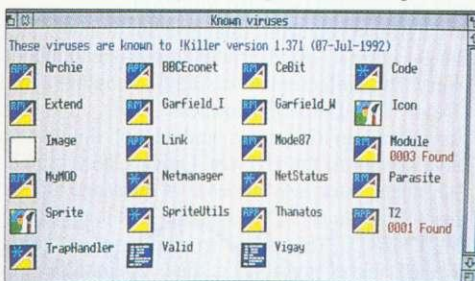 Known viruses
These viruses are known to !Killer version 1.371 (07-Jul-1992)
Archie BBCEconet CeBit Code
Extend Garfield_I Garfield_W Icon
Image Link Mode87 Module
0003 Found
MyMOD Netmanager NetStatus Parasite
Sprite SpriteUtils Thanatos T2
0001 Found
TrapHandler Valid Vigay